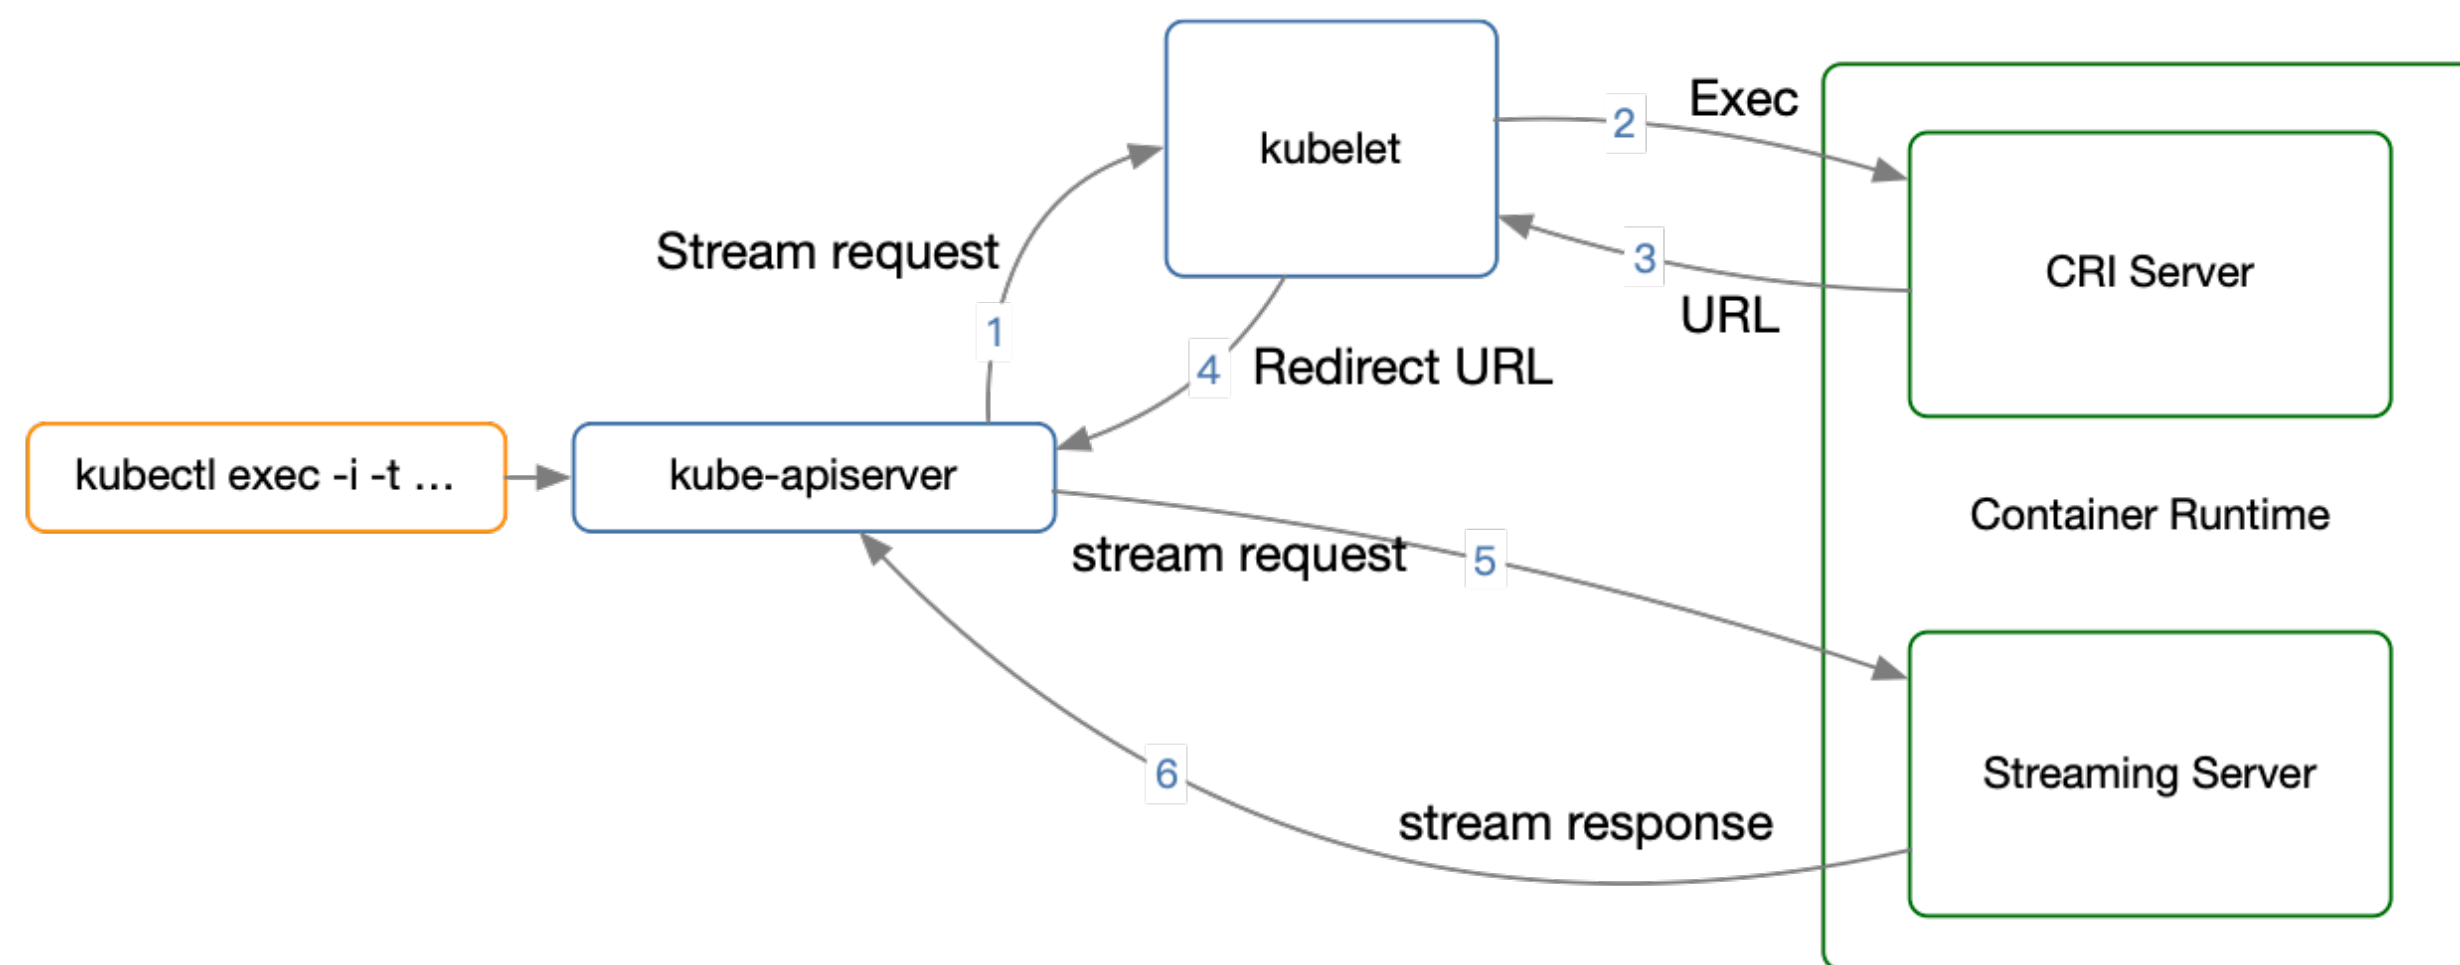 kubelet
2
Exec
CRI Server
3
URL
Stream request
1
4
Redirect URL
kubectl exec -i -t ...
kube-apiserver
stream request
5
Container Runtime
Streaming Server
6
stream response